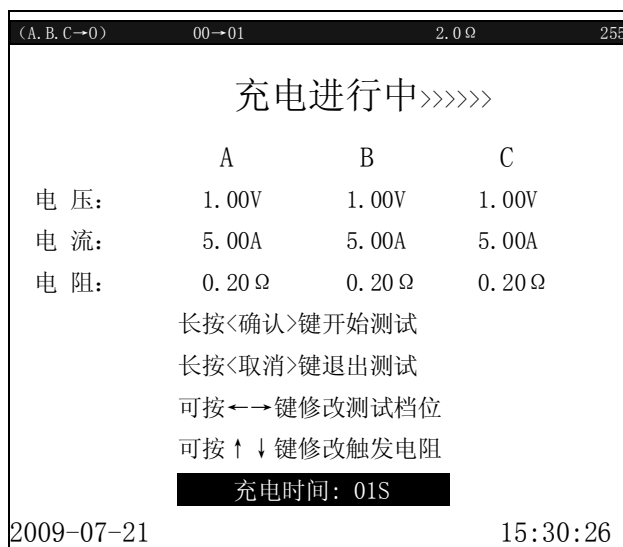 (A.B.C→0) 00→01 2.0Ω 255
充电进行中>>>>>>
A B C
电 压: 1.00V 1.00V 1.00V
电 流: 5.00A 5.00A 5.00A
电 阻: 0.20Ω 0.20Ω 0.20Ω
长按<确认>键开始测试
长按<取消>键退出测试
可按←→键修改测试档位
可按↑↓键修改触发电阻
充电时间: 01S
2009-07-21 15:30:26